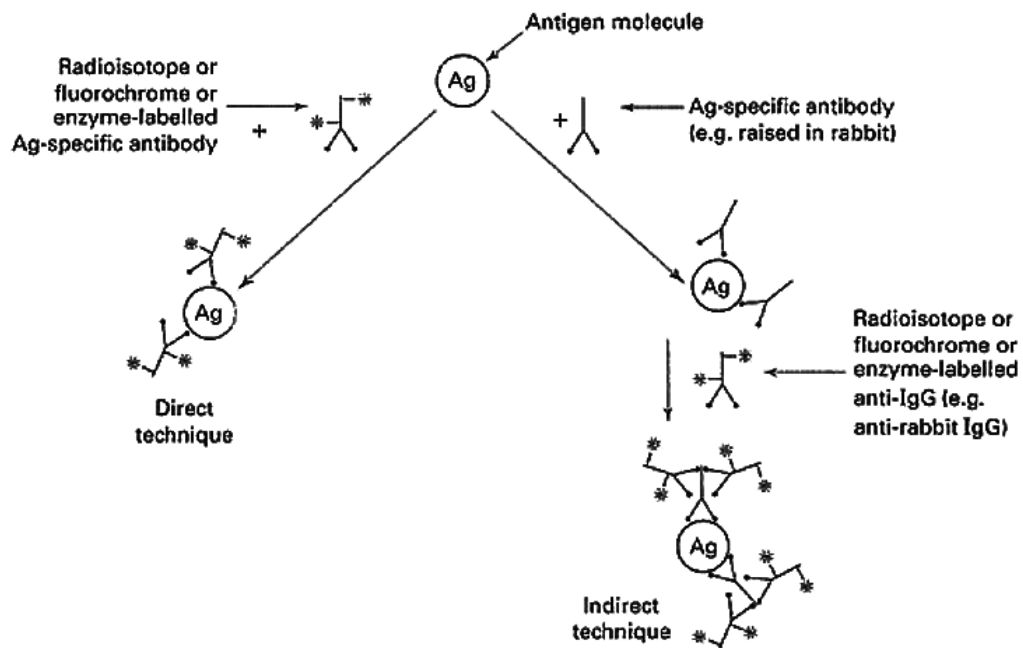 Antigen molecule
Radioisotope or
fluorochrome or
enzyme-labelled
Ag-specific antibody
+
Ag
+
Ag-specific antibody
(e.g. raised in rabbit)
Ag
Direct
technique
Ag
Radioisotope or
fluorochrome or
enzyme-labelled
anti-IgG (e.g.
anti-rabbit IgG)
Ag
Indirect
technique